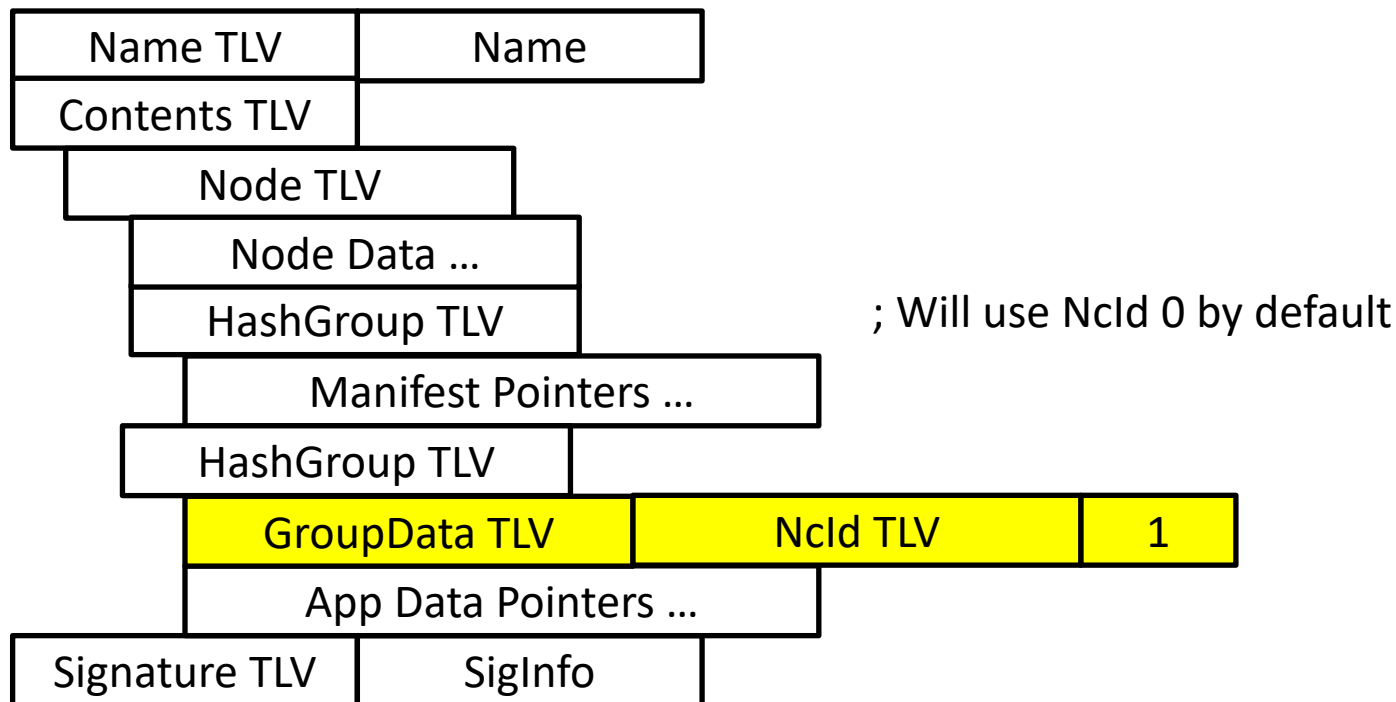 Name TLV Name
Contents TLV
Node TLV
Node Data …
HashGroup TLV ; Will use NcId 0 by default
Manifest Pointers …
HashGroup TLV
GroupData TLV NcId TLV 1
App Data Pointers …
Signature TLV SigInfo